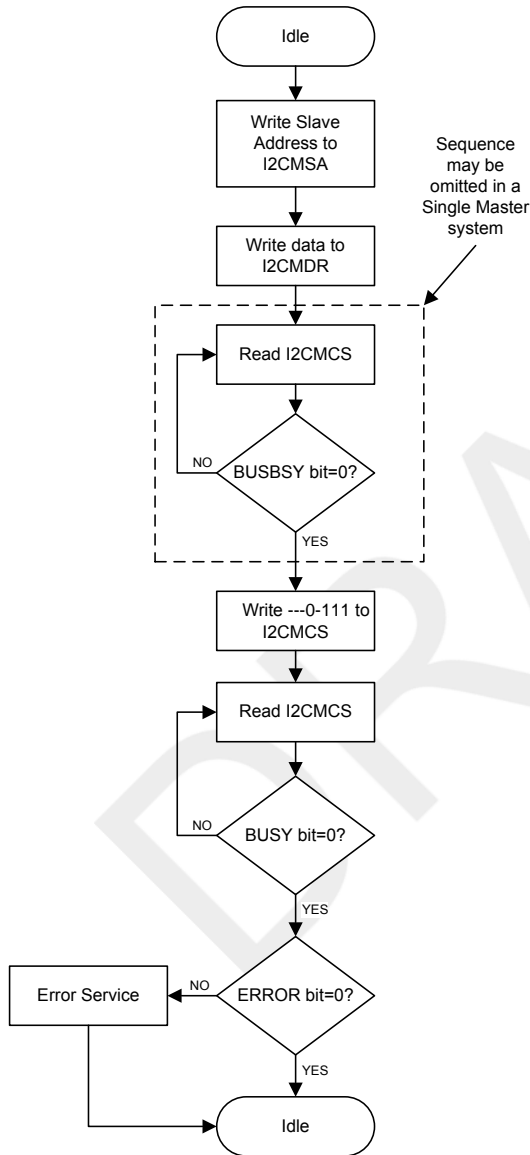 Idle
Write Slave
Address to
I2CMSA
Sequence
may be
omitted in a
Single Master
system
Write data to
I2CMDR
Read I2CMCS
NO
BUSBSY bit=0?
YES
Write ---0-111 to
I2CMCS
Read I2CMCS
NO
BUSY bit=0?
YES
Error Service
NO
ERROR bit=0?
YES
Idle